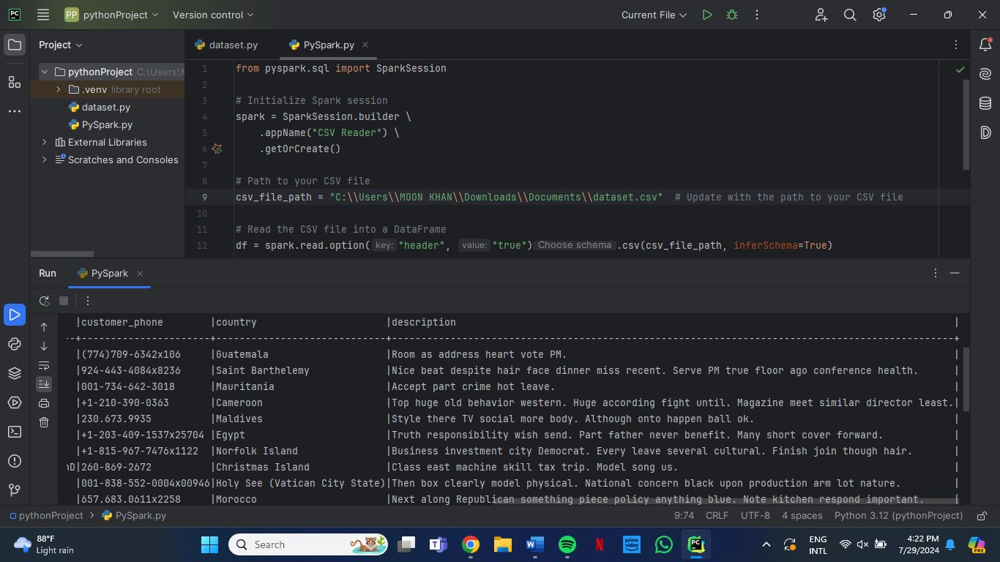 PC PP pythonProject Version control Current File
Project dataset.py PySpark.py
pythonProject C:\Users\M
.venv library root
dataset.py
PySpark.py
External Libraries
Scratches and Consoles
1 from pyspark.sql import SparkSession
2
3 # Initialize Spark session
4 spark = SparkSession.builder \
5 .appName("CSV Reader") \
6 .getOrCreate()
7
8 # Path to your CSV file
9 csv_file_path = "C:\\Users\\MOON KHAN\\Downloads\\Documents\\dataset.csv" # Update with the path to your CSV file
10
11 # Read the CSV file into a DataFrame
12 df = spark.read.option( key: "header", value: "true") Choose schema .csv(csv_file_path, inferSchema=True)
Run PySpark
|customer_phone |country |description |
--+----------------------+-----------------------------+------------------------------------------------------------------------------------------------+
|(774)709-6342x106 |Guatemala |Room as address heart vote PM. |
|924-443-4084x8236 |Saint Barthelemy |Nice beat despite hair face dinner miss recent. Serve PM true floor ago conference health. |
|001-734-642-3018 |Mauritania |Accept part crime hot leave. |
|+1-210-390-0363 |Cameroon |Top huge old behavior western. Huge according fight until. Magazine meet similar director least.|
|230.673.9935 |Maldives |Style there TV social more body. Although onto happen ball ok. |
|+1-203-409-1537x25704 |Egypt |Truth responsibility wish send. Part father never benefit. Many short cover forward. |
|+1-815-967-7476x1122 |Norfolk Island |Business investment city Democrat. Every leave several cultural. Finish join though hair. |
nD|260-869-2672 |Christmas Island |Class east machine skill tax trip. Model song us. |
|001-838-552-0004x00946|Holy See (Vatican City State)|Then box clearly model physical. National concern black upon production arm lot nature. |
|657.683.0611x2258 |Morocco |Next along Republican something piece policy anything blue. Note kitchen respond important. |
pythonProject > PySpark.py 9:74 CRLF UTF-8 4 spaces Python 3.12 (pythonProject)
88°F
Light rain
Search
prime video
PC
PRE
ENG
INTL
4:22 PM
7/29/2024